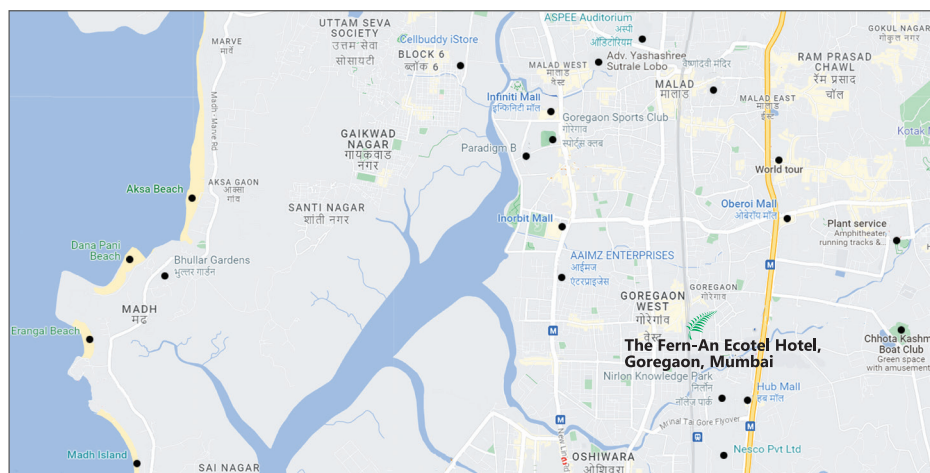 ASPEE Auditorium
अस्पी
ऑडिटोरियम
UTTAM SEVA
SOCIETY
उत्तम सेवा
सोसायटी
MARVE
मार्वे
Cellbuddy iStore
BLOCK 6
ब्लॉक 6
Adv. Yashashree
Sutrale Lobo
MALAD WEST
मालाड
वेस्ट
वैष्णोदेवी मंदिर
GOKUL NAGAR
गोकुल नगर
RAM PRASAD
CHAWL
रॅम प्रसाद
चॉल
MALAD
मालाड
MALAD EAST
मालाड
ईस्ट
Infiniti Mall
इन्फिनिटी मॉल
Madh - Marve Rd
Goregaon Sports Club
गोरेगाव
स्पोर्ट्स क्लब
GAIKWAD
NAGAR
गायकवाड
नगर
Paradigm B
Kotak
World tour
Aksa Beach
AKSA GAON
आक्सा
गांव
SANTI NAGAR
शांती नगर
Inorbit Mall
Oberoi Mall
ओबेरॉय मॉल
Plant service
Amphitheater,
running tracks &...
Dana Pani
Beach
Bhullar Gardens
भुल्लर गार्डन
AAIMZ ENTERPRISES
आईमज
एंटरप्राइजेस
M
GOREGAON
WEST
गोरेगांव
वेस्ट
GOREGAON
गोरेगाव
MADH
मढ
Erangal Beach
M
The Fern-An Ecotel Hotel,
Goregaon, Mumbai
Chhota Kashm
Boat Club
Green space
with amusement
Nirlon Knowledge Park
निर्लॉन
नॉलेज पार्क
Hub Mall
हब मॉल
Mrinal Tai Gore Flyover
M
M
New Link Rd
Nesco Pvt Ltd
Madh Island
SAI NAGAR
OSHIWARA
ओशिवरा